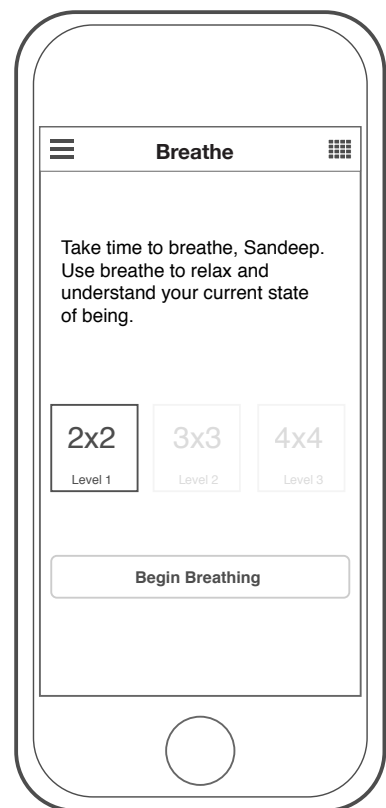 Breathe
Take time to breathe, Sandeep.
Use breathe to relax and
understand your current state
of being.
2x2
3x3
4x4
Level 1
Level 2
Level 3
Begin Breathing